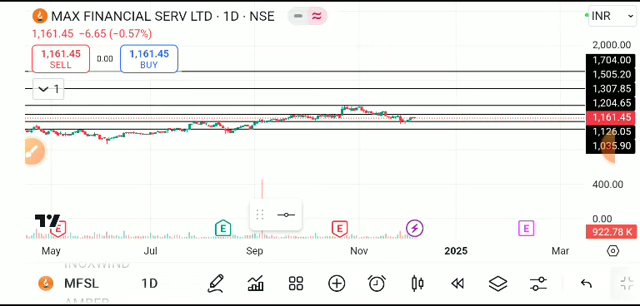 MAX FINANCIAL SERV LTD · 1D · NSE
INR
1,161.45 −6.65 (−0.57%)
1,161.45
SELL
0.00
1,161.45
BUY
1
2,000.00
1,704.00
1,505.20
1,307.85
1,204.65
1,161.45
1,126.05
1,035.90
400.00
0.00
922.78 K
E
E
E
E
May
Jul
Sep
Nov
2025
Mar
INOXWIND
MFSL
1D
AMBER